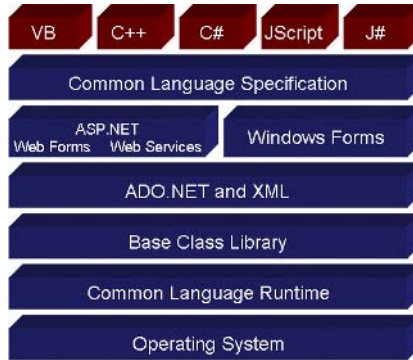 VB C++ C# JScript J#
Common Language Specification
ASP.NET
Web Forms Web Services
Windows Forms
ADO.NET and XML
Base Class Library
Common Language Runtime
Operating System